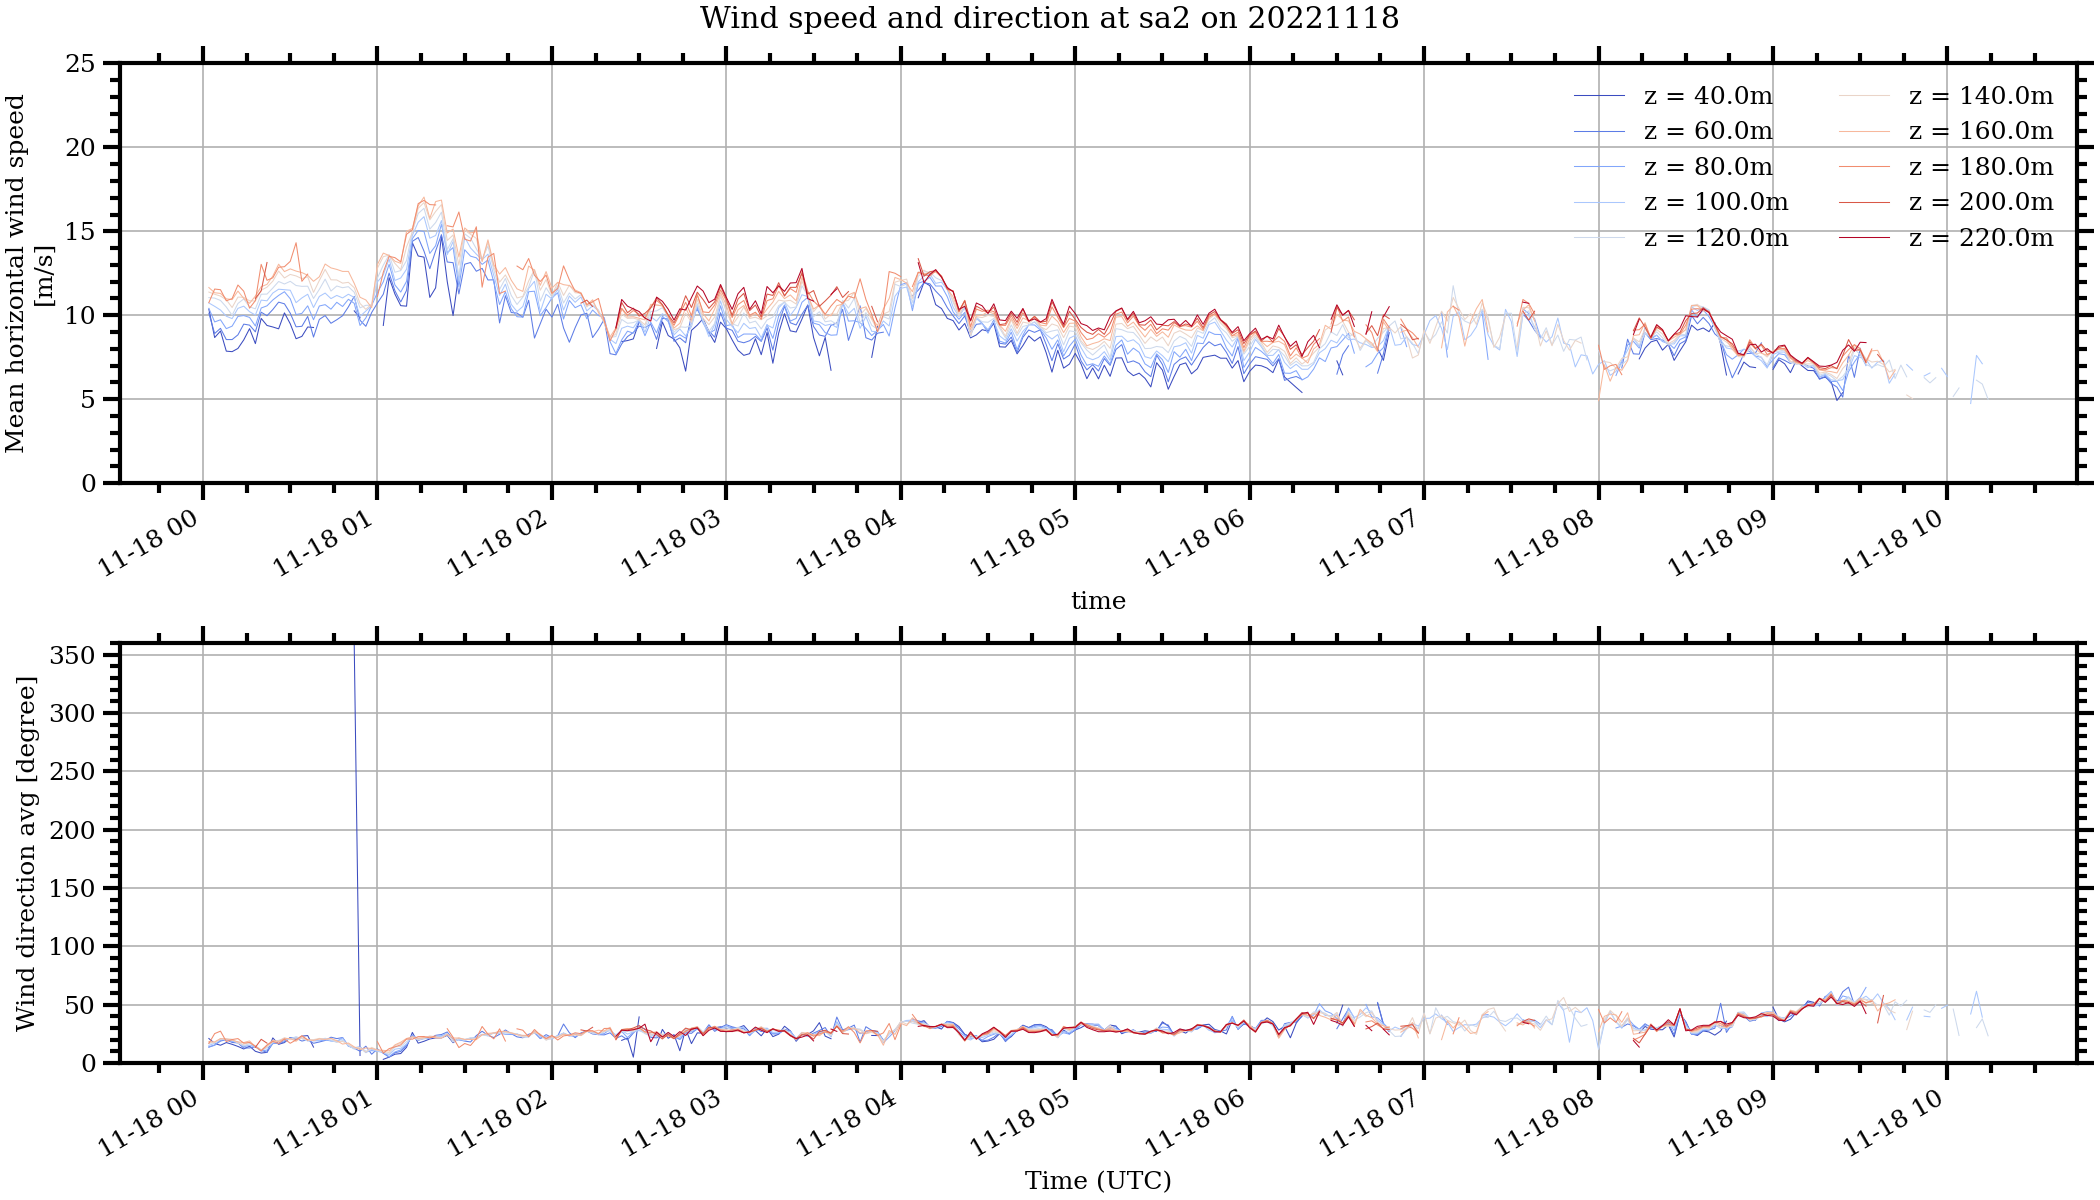 Wind speed and direction at sa2 on 20221118
Mean horizontal wind speed
[m/s]
25
20
15
10
5
0
z = 40.0m
z = 60.0m
z = 80.0m
z = 100.0m
z = 120.0m
z = 140.0m
z = 160.0m
z = 180.0m
z = 200.0m
z = 220.0m
11-18 00
11-18 01
11-18 02
11-18 03
11-18 04
11-18 05
11-18 06
11-18 07
11-18 08
11-18 09
11-18 10
time
Wind direction avg [degree]
350
300
250
200
150
100
50
0
11-18 00
11-18 01
11-18 02
11-18 03
11-18 04
11-18 05
11-18 06
11-18 07
11-18 08
11-18 09
11-18 10
Time (UTC)